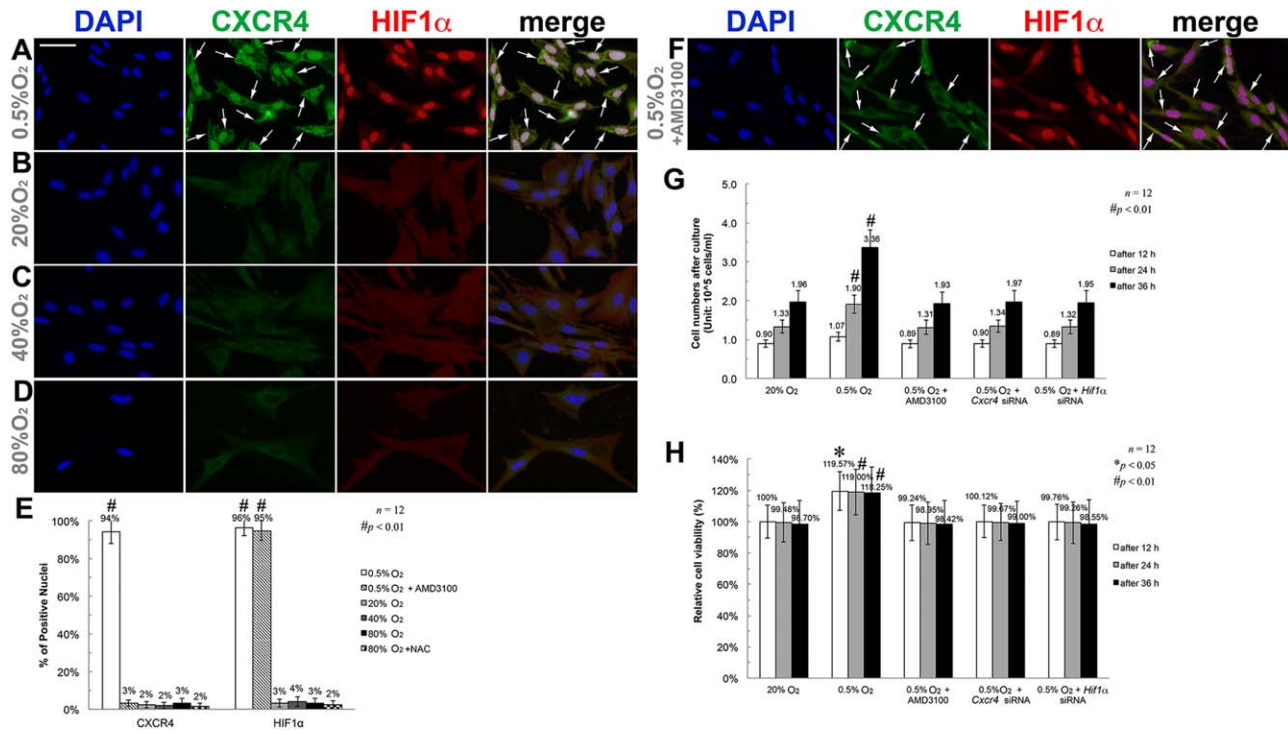 DAPI CXCR4 HIF1α merge
A
0.5%O₂
B
20%O₂
C
40%O₂
D
80%O₂
DAPI CXCR4 HIF1α merge
F
0.5%O₂
+AMD3100
E
% of Positive Nuclei
100%
80%
60%
40%
20%
0%
# # #
94% 3% 2% 2% 3% 2%
96% 95% 3% 4% 3% 2%
CXCR4 HIF1α
n = 12
#p < 0.01
0.5% O₂
0.5% O₂ + AMD3100
20% O₂
40% O₂
80% O₂
80% O₂ +NAC
G
Cell numbers after culture
(Unit: 10^5 cells/ml)
5.0
4.0
3.0
2.0
1.0
0.0
# #
0.90 1.33 1.96
1.07 1.90 3.36
0.89 1.31 1.93
0.90 1.34 1.97
0.89 1.32 1.95
20% O₂
0.5% O₂
0.5% O₂ +
AMD3100
0.5% O₂ +
Cxcr4 siRNA
0.5% O₂ + Hif1α
siRNA
n = 12
#p < 0.01
after 12 h
after 24 h
after 36 h
H
Relative cell viability (%)
140%
120%
100%
80%
60%
40%
20%
0%
* # #
100% 99.48% 98.70%
119.57% 119.00% 118.25%
99.24% 98.95% 98.42%
100.12% 99.67% 99.00%
99.76% 99.26% 98.55%
20% O₂
0.5% O₂
0.5% O₂ +
AMD3100
0.5% O₂ +
Cxcr4 siRNA
0.5% O₂ + Hif1α
siRNA
n = 12
*p < 0.05
#p < 0.01
after 12 h
after 24 h
after 36 h